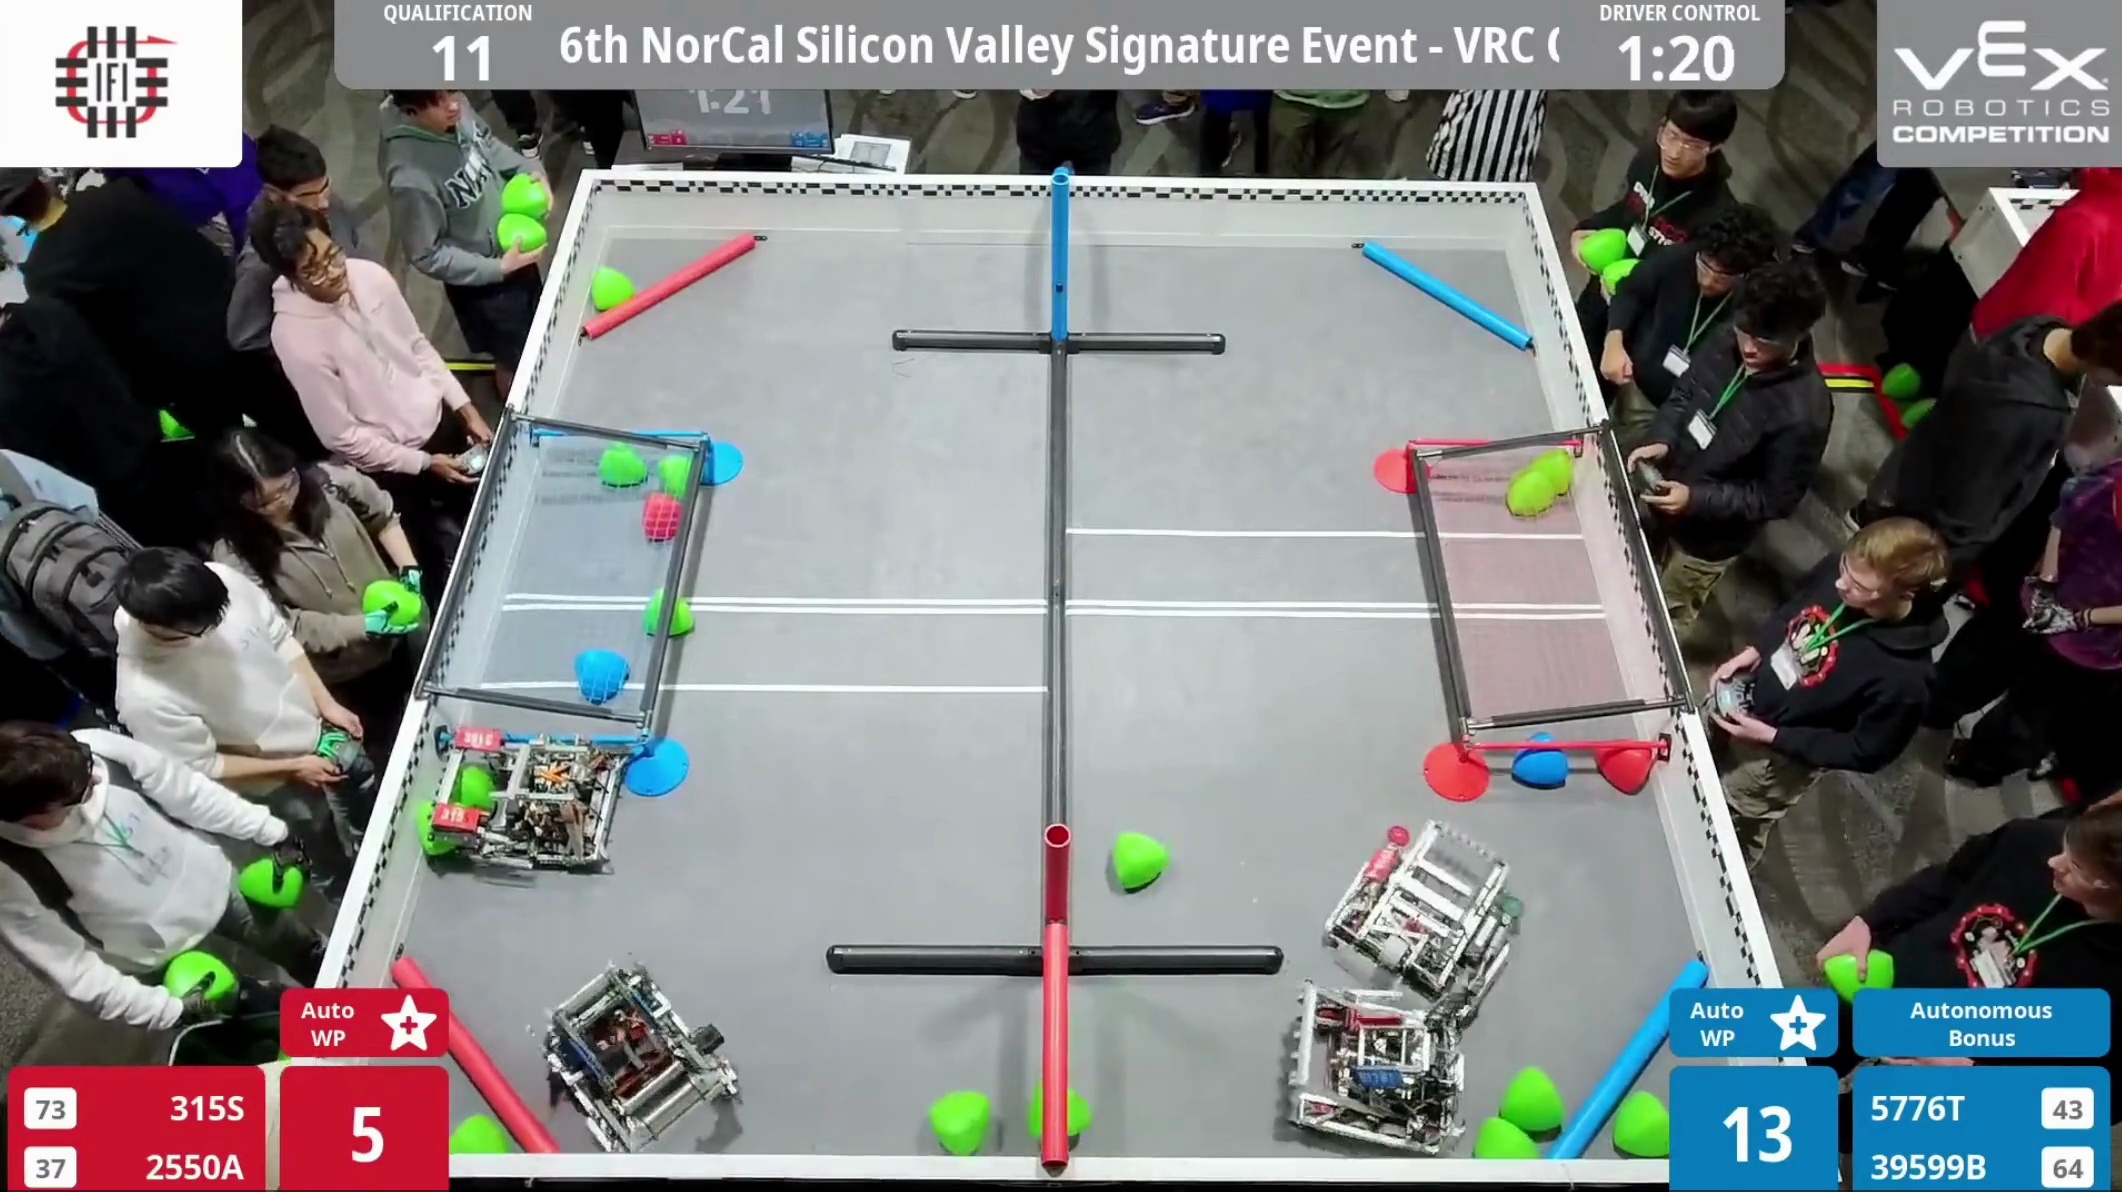 QUALIFICATION
11
6th NorCal Silicon Valley Signature Event - VRC
DRIVER CONTROL
1:20
IFI
VEX
ROBOTICS
COMPETITION
1:21
Auto
WP
73 315S
37 2550A
5
Auto
WP
13
Autonomous
Bonus
5776T 43
39599B 64